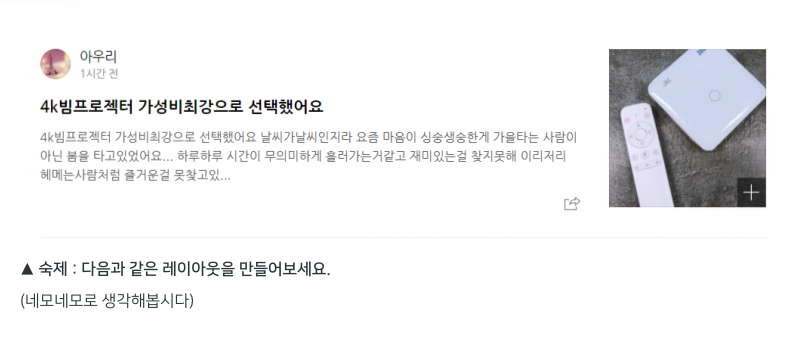 아우리
1시간 전
4k빔프로젝터 가성비최강으로 선택했어요
4k빔프로젝터 가성비최강으로 선택했어요 날씨가날씨인지라 요즘 마음이 싱숭생숭한게 가을타는 사람이
아닌 봄을 타고있었어요... 하루하루 시간이 무의미하게 흘러가는거같고 재미있는걸 찾지못해 이리저리
헤메는사람처럼 즐거운걸 못찾고있...
▲ 숙제 : 다음과 같은 레이아웃을 만들어보세요.
(네모네모로 생각해봅시다)